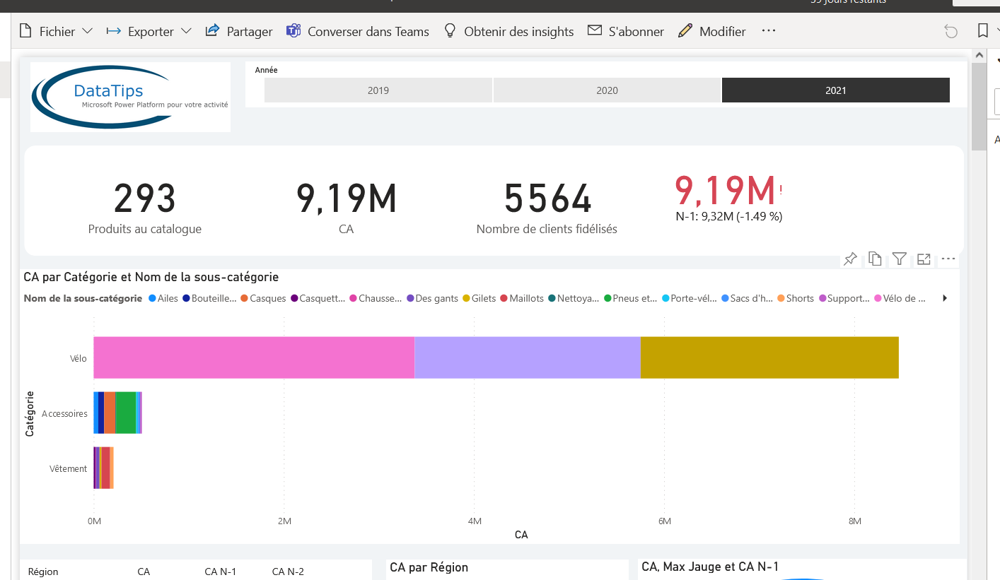 Fichier Exporter Partager Converser dans Teams Obtenir des insights S'abonner Modifier ...
DataTips
Microsoft Power Platform pour votre activité
Année
2019 2020 2021
293 9,19M 5564 9,19M!
Produits au catalogue CA Nombre de clients fidélisés N-1: 9,32M (-1.49 %)
CA par Catégorie et Nom de la sous-catégorie
Nom de la sous-catégorie Ailes Bouteille... Casques Casquett... Chausse... Des gants Gilets Maillots Nettoya... Pneus et... Porte-vél... Sacs d'h... Shorts Support... Vélo de ...
Catégorie
Vélo
Accessoires
Vêtement
0M 2M 4M 6M 8M
CA
Région CA CA N-1 CA N-2
CA par Région
CA, Max Jauge et CA N-1